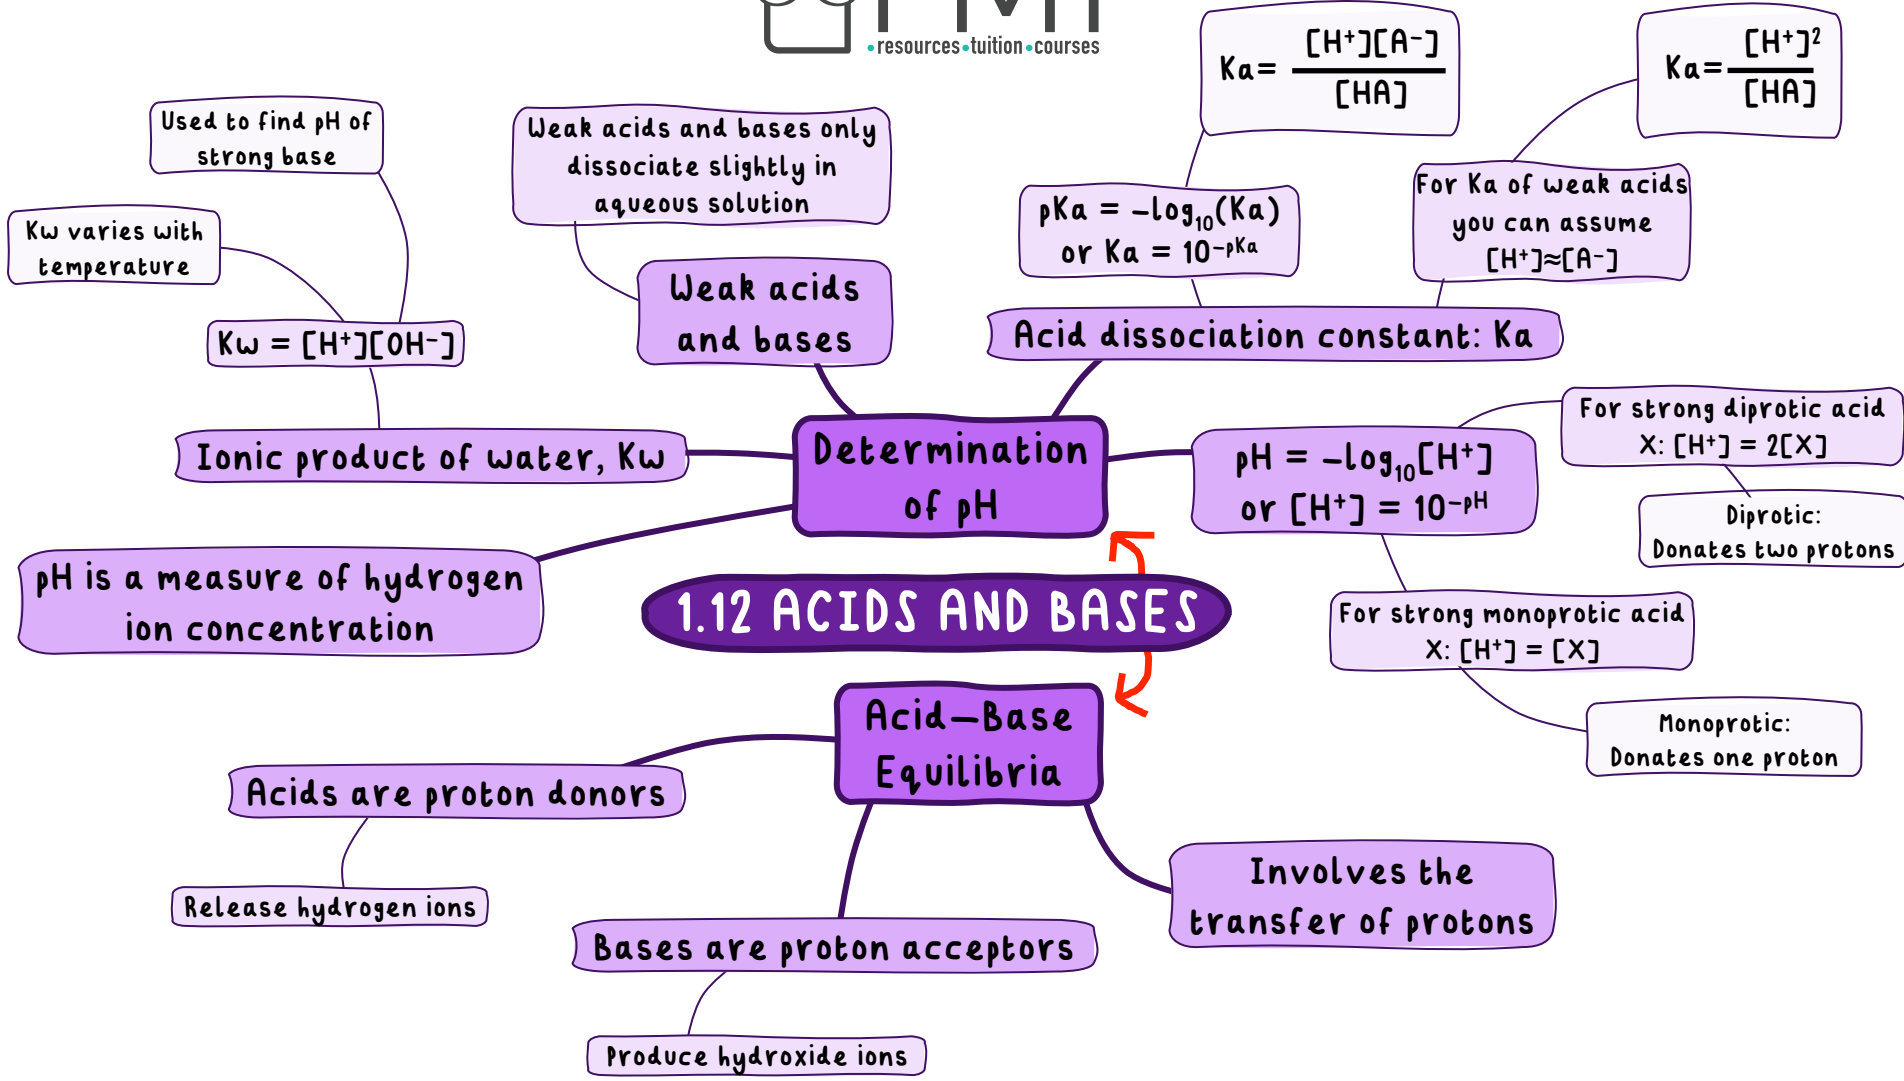 •resources•tuition•courses
Ka= [H⁺][A⁻]
[HA]
Ka= [H⁺]²
[HA]
Used to find pH of
strong base
Weak acids and bases only
dissociate slightly in
aqueous solution
pKa = -log₁₀(Ka)
or Ka = 10⁻ᵖᴷᵃ
For Ka of weak acids
you can assume
[H⁺]≈[A⁻]
Kw varies with
temperature
Kw = [H⁺][OH⁻]
Weak acids
and bases
Acid dissociation constant: Ka
Ionic product of water, Kw
Determination
of pH
pH = -log₁₀[H⁺]
or [H⁺] = 10⁻ᵖᴴ
For strong diprotic acid
X: [H⁺] = 2[X]
Diprotic:
Donates two protons
pH is a measure of hydrogen
ion concentration
1.12 ACIDS AND BASES
For strong monoprotic acid
X: [H⁺] = [X]
Monoprotic:
Donates one proton
Acid-Base
Equilibria
Acids are proton donors
Release hydrogen ions
Bases are proton acceptors
Produce hydroxide ions
Involves the
transfer of protons